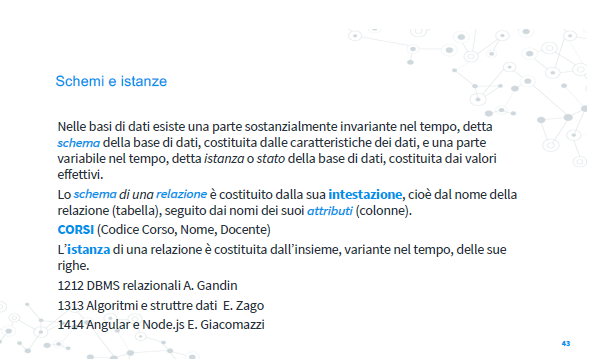 Schemi e istanze
Nelle basi di dati esiste una parte sostanzialmente invariante nel tempo, detta
schema della base di dati, costituita dalle caratteristiche dei dati, e una parte
variabile nel tempo, detta istanza o stato della base di dati, costituita dai valori
effettivi.
Lo schema di una relazione è costituito dalla sua intestazione, cioè dal nome della
relazione (tabella), seguito dai nomi dei suoi attributi (colonne).
CORSI (Codice Corso, Nome, Docente)
L'istanza di una relazione è costituita dall'insieme, variante nel tempo, delle sue
righe.
1212 DBMS relazionali A. Gandin
1313 Algoritmi e struttre dati  E. Zago
1414 Angular e Node.js E. Giacomazzi
43